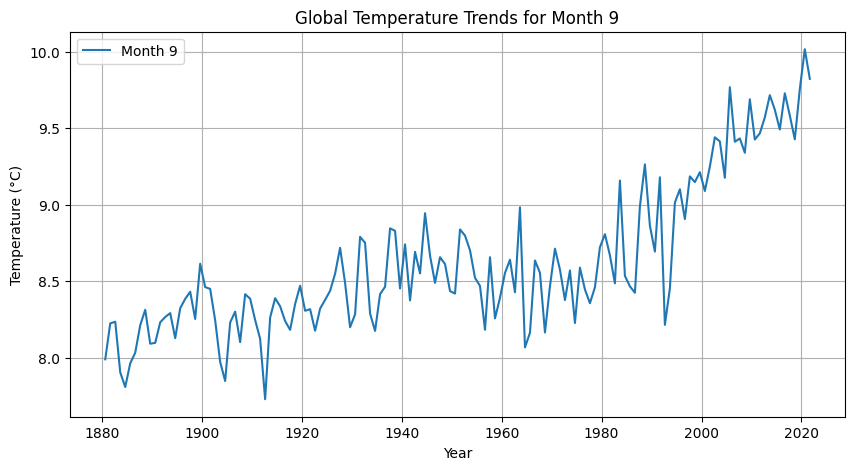 Global Temperature Trends for Month 9
Month 9
Temperature (°C)
10.0
9.5
9.0
8.5
8.0
1880 1900 1920 1940 1960 1980 2000 2020
Year